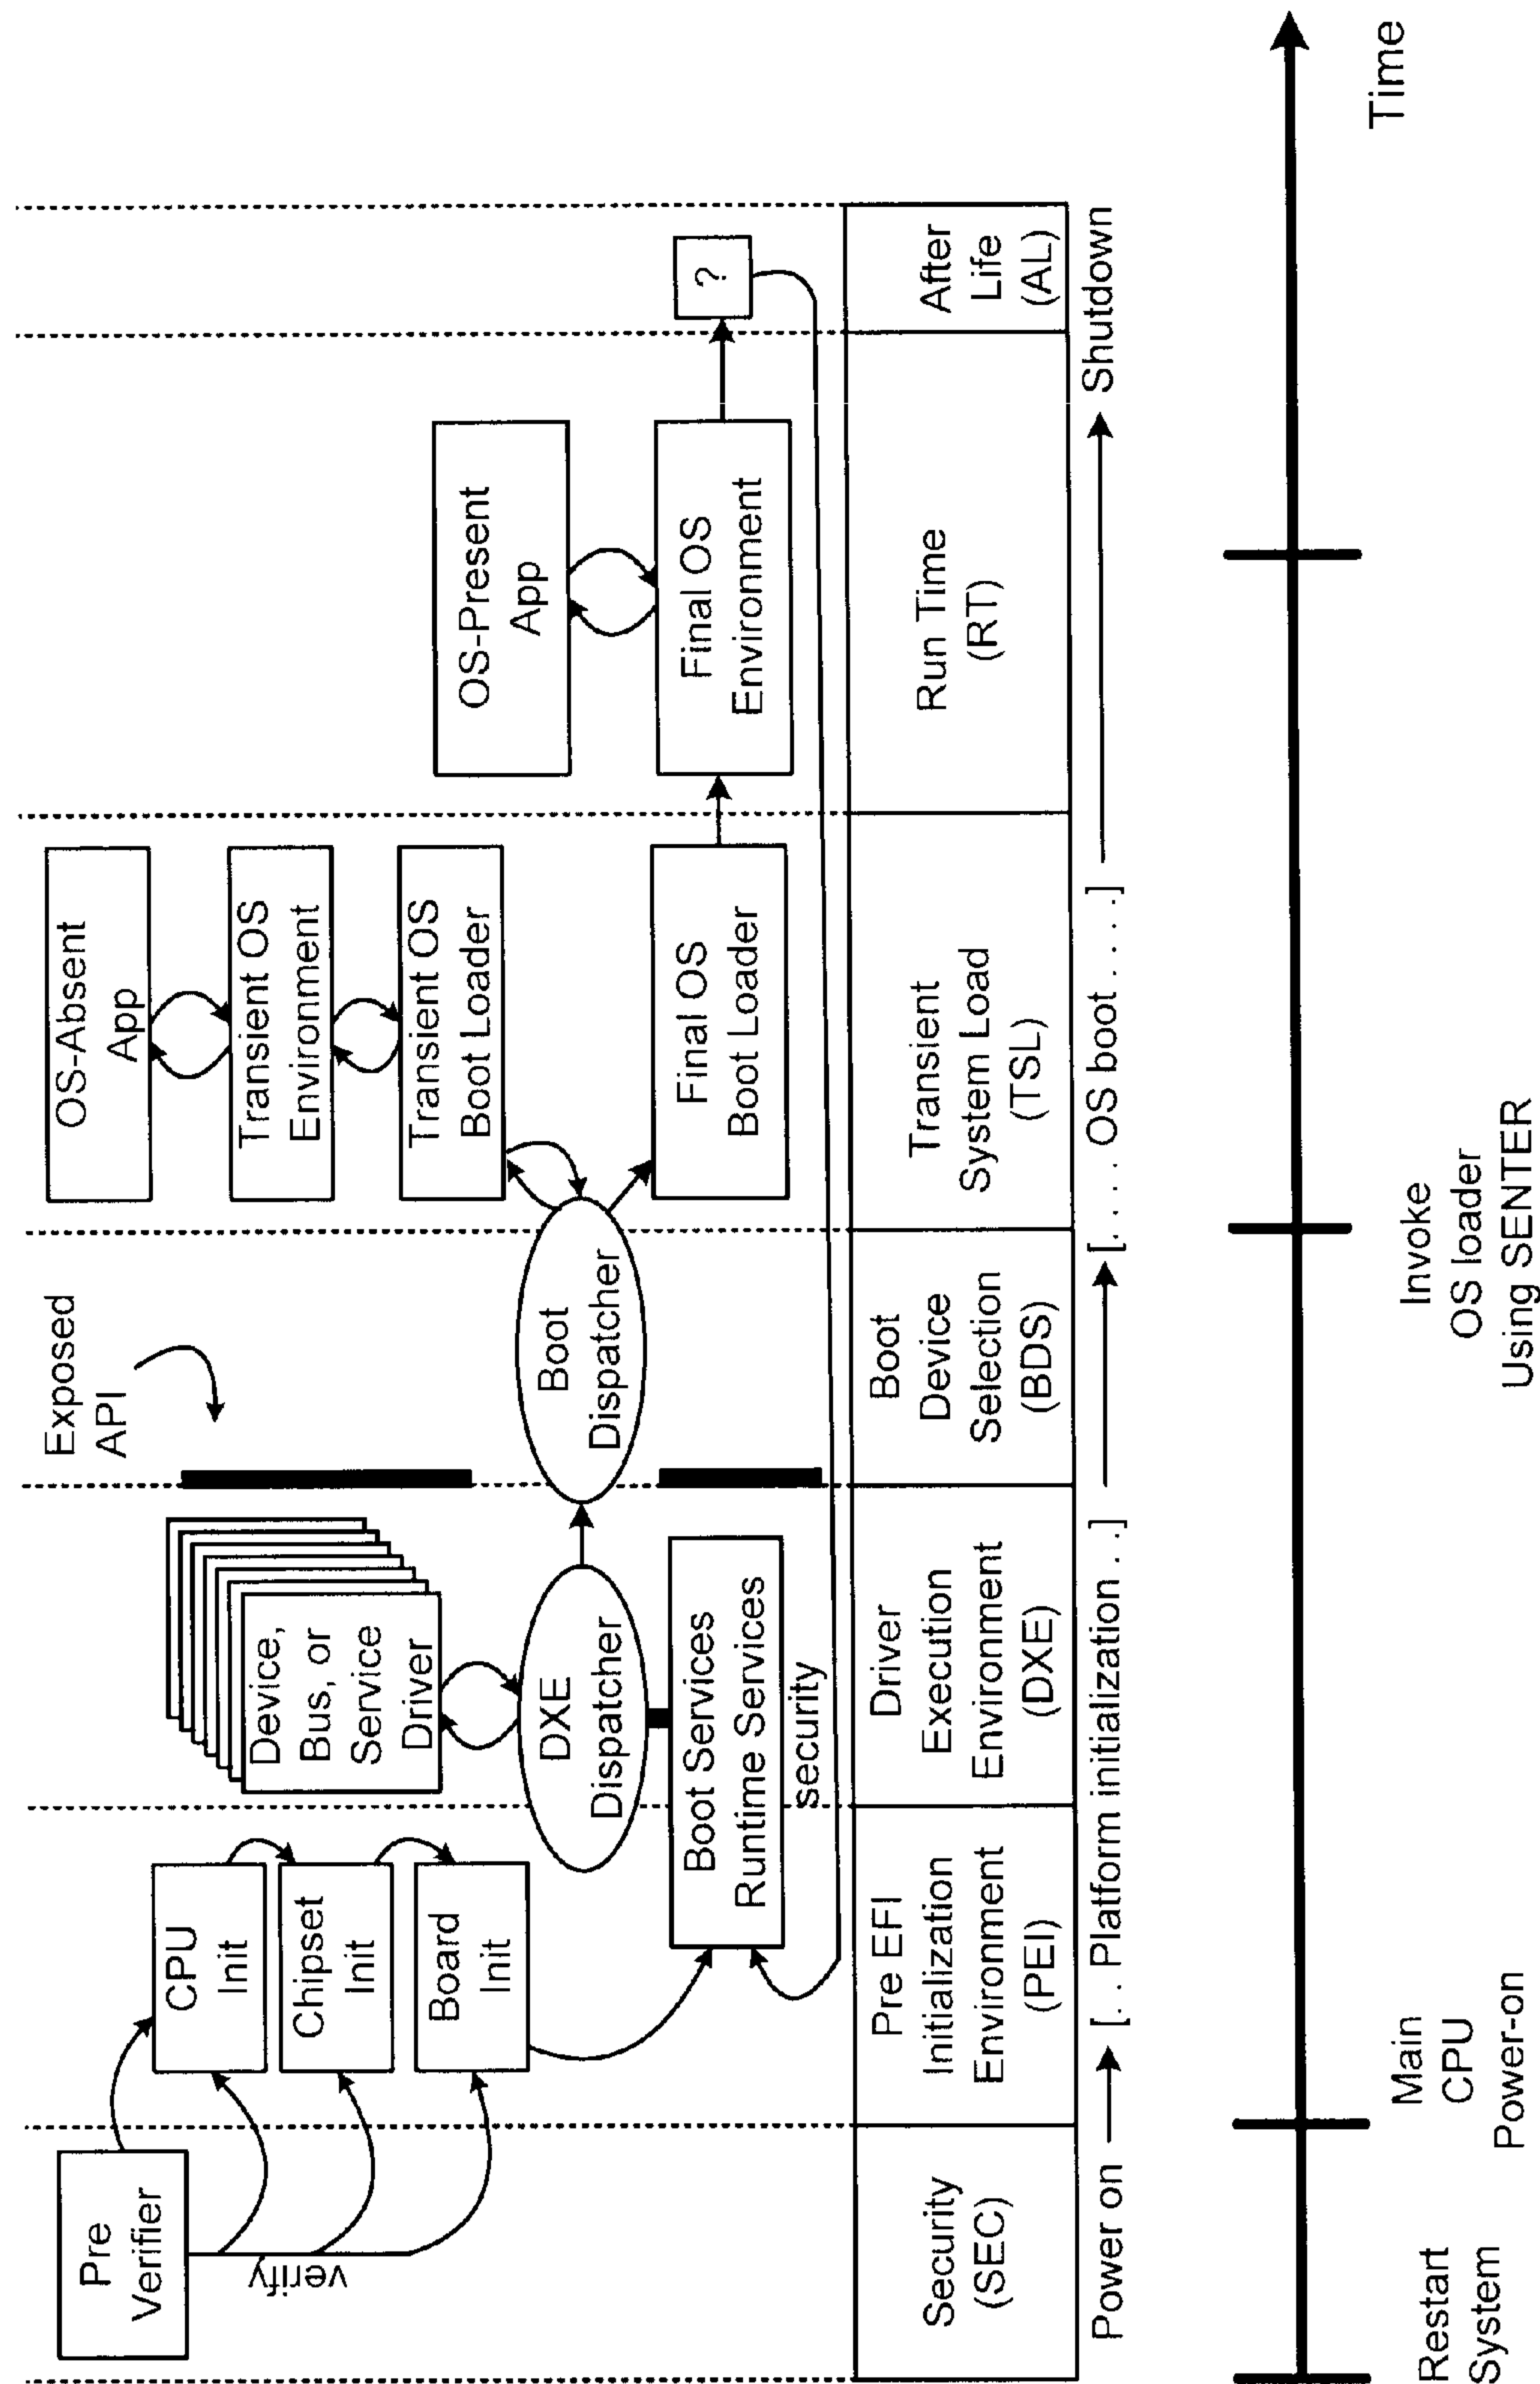 Pre
Verifier
verify
CPU
Init
Chipset
Init
Board
Init
Device,
Bus, or
Service
Driver
DXE
Dispatcher
Boot Services
Runtime Services
security
Exposed
API
Boot
Dispatcher
OS-Absent
App
Transient OS
Environment
Transient OS
Boot Loader
Final OS
Boot Loader
OS-Present
App
Final OS
Environment
?
Security
(SEC)
Pre EFI
Initialization
Environment
(PEI)
Driver
Execution
Environment
(DXE)
Boot
Device
Selection
(BDS)
Transient
System Load
(TSL)
Run Time
(RT)
After
Life
(AL)
Power on [. . Platform initialization . .] [. . . . OS boot . . . .] Shutdown
Restart
System
Main
CPU
Power-on
Invoke
OS loader
Using SENTER
Time